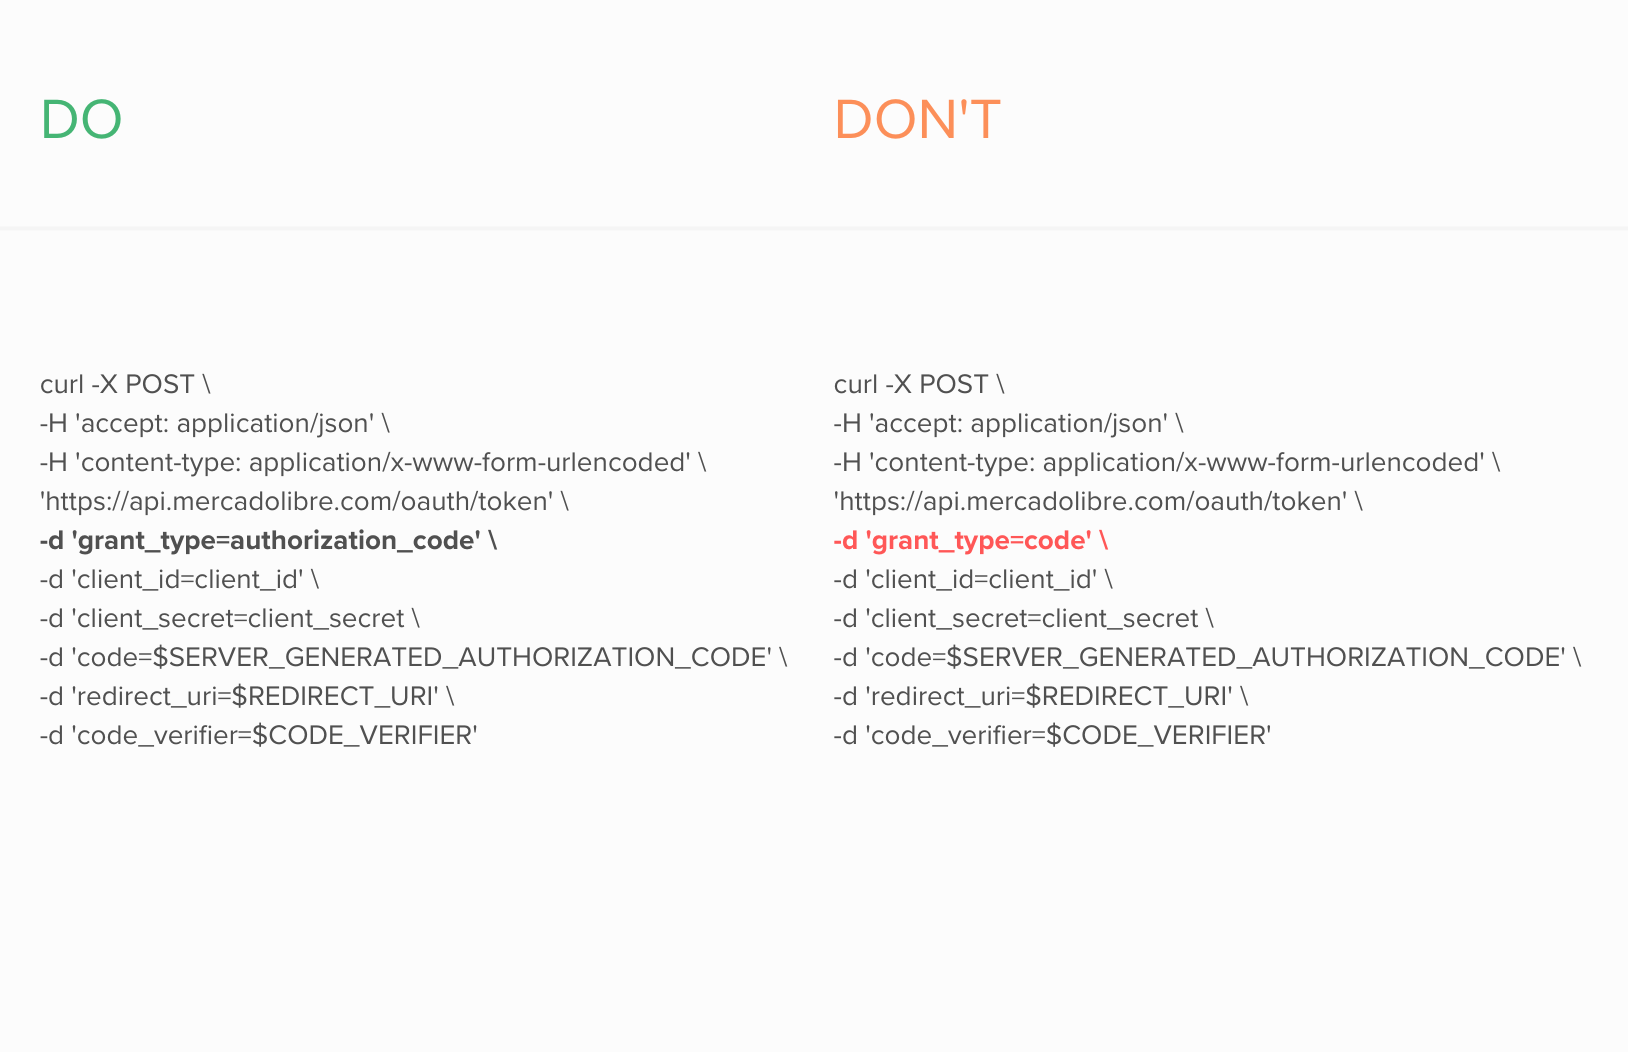 DO
curl -X POST \
-H 'accept: application/json' \
-H 'content-type: application/x-www-form-urlencoded' \
'https://api.mercadolibre.com/oauth/token' \
-d 'grant_type=authorization_code' \
-d 'client_id=client_id' \
-d 'client_secret=client_secret \
-d 'code=$SERVER_GENERATED_AUTHORIZATION_CODE' \
-d 'redirect_uri=$REDIRECT_URI' \
-d 'code_verifier=$CODE_VERIFIER'
DON'T
curl -X POST \
-H 'accept: application/json' \
-H 'content-type: application/x-www-form-urlencoded' \
'https://api.mercadolibre.com/oauth/token' \
-d 'grant_type=code' \
-d 'client_id=client_id' \
-d 'client_secret=client_secret \
-d 'code=$SERVER_GENERATED_AUTHORIZATION_CODE' \
-d 'redirect_uri=$REDIRECT_URI' \
-d 'code_verifier=$CODE_VERIFIER'